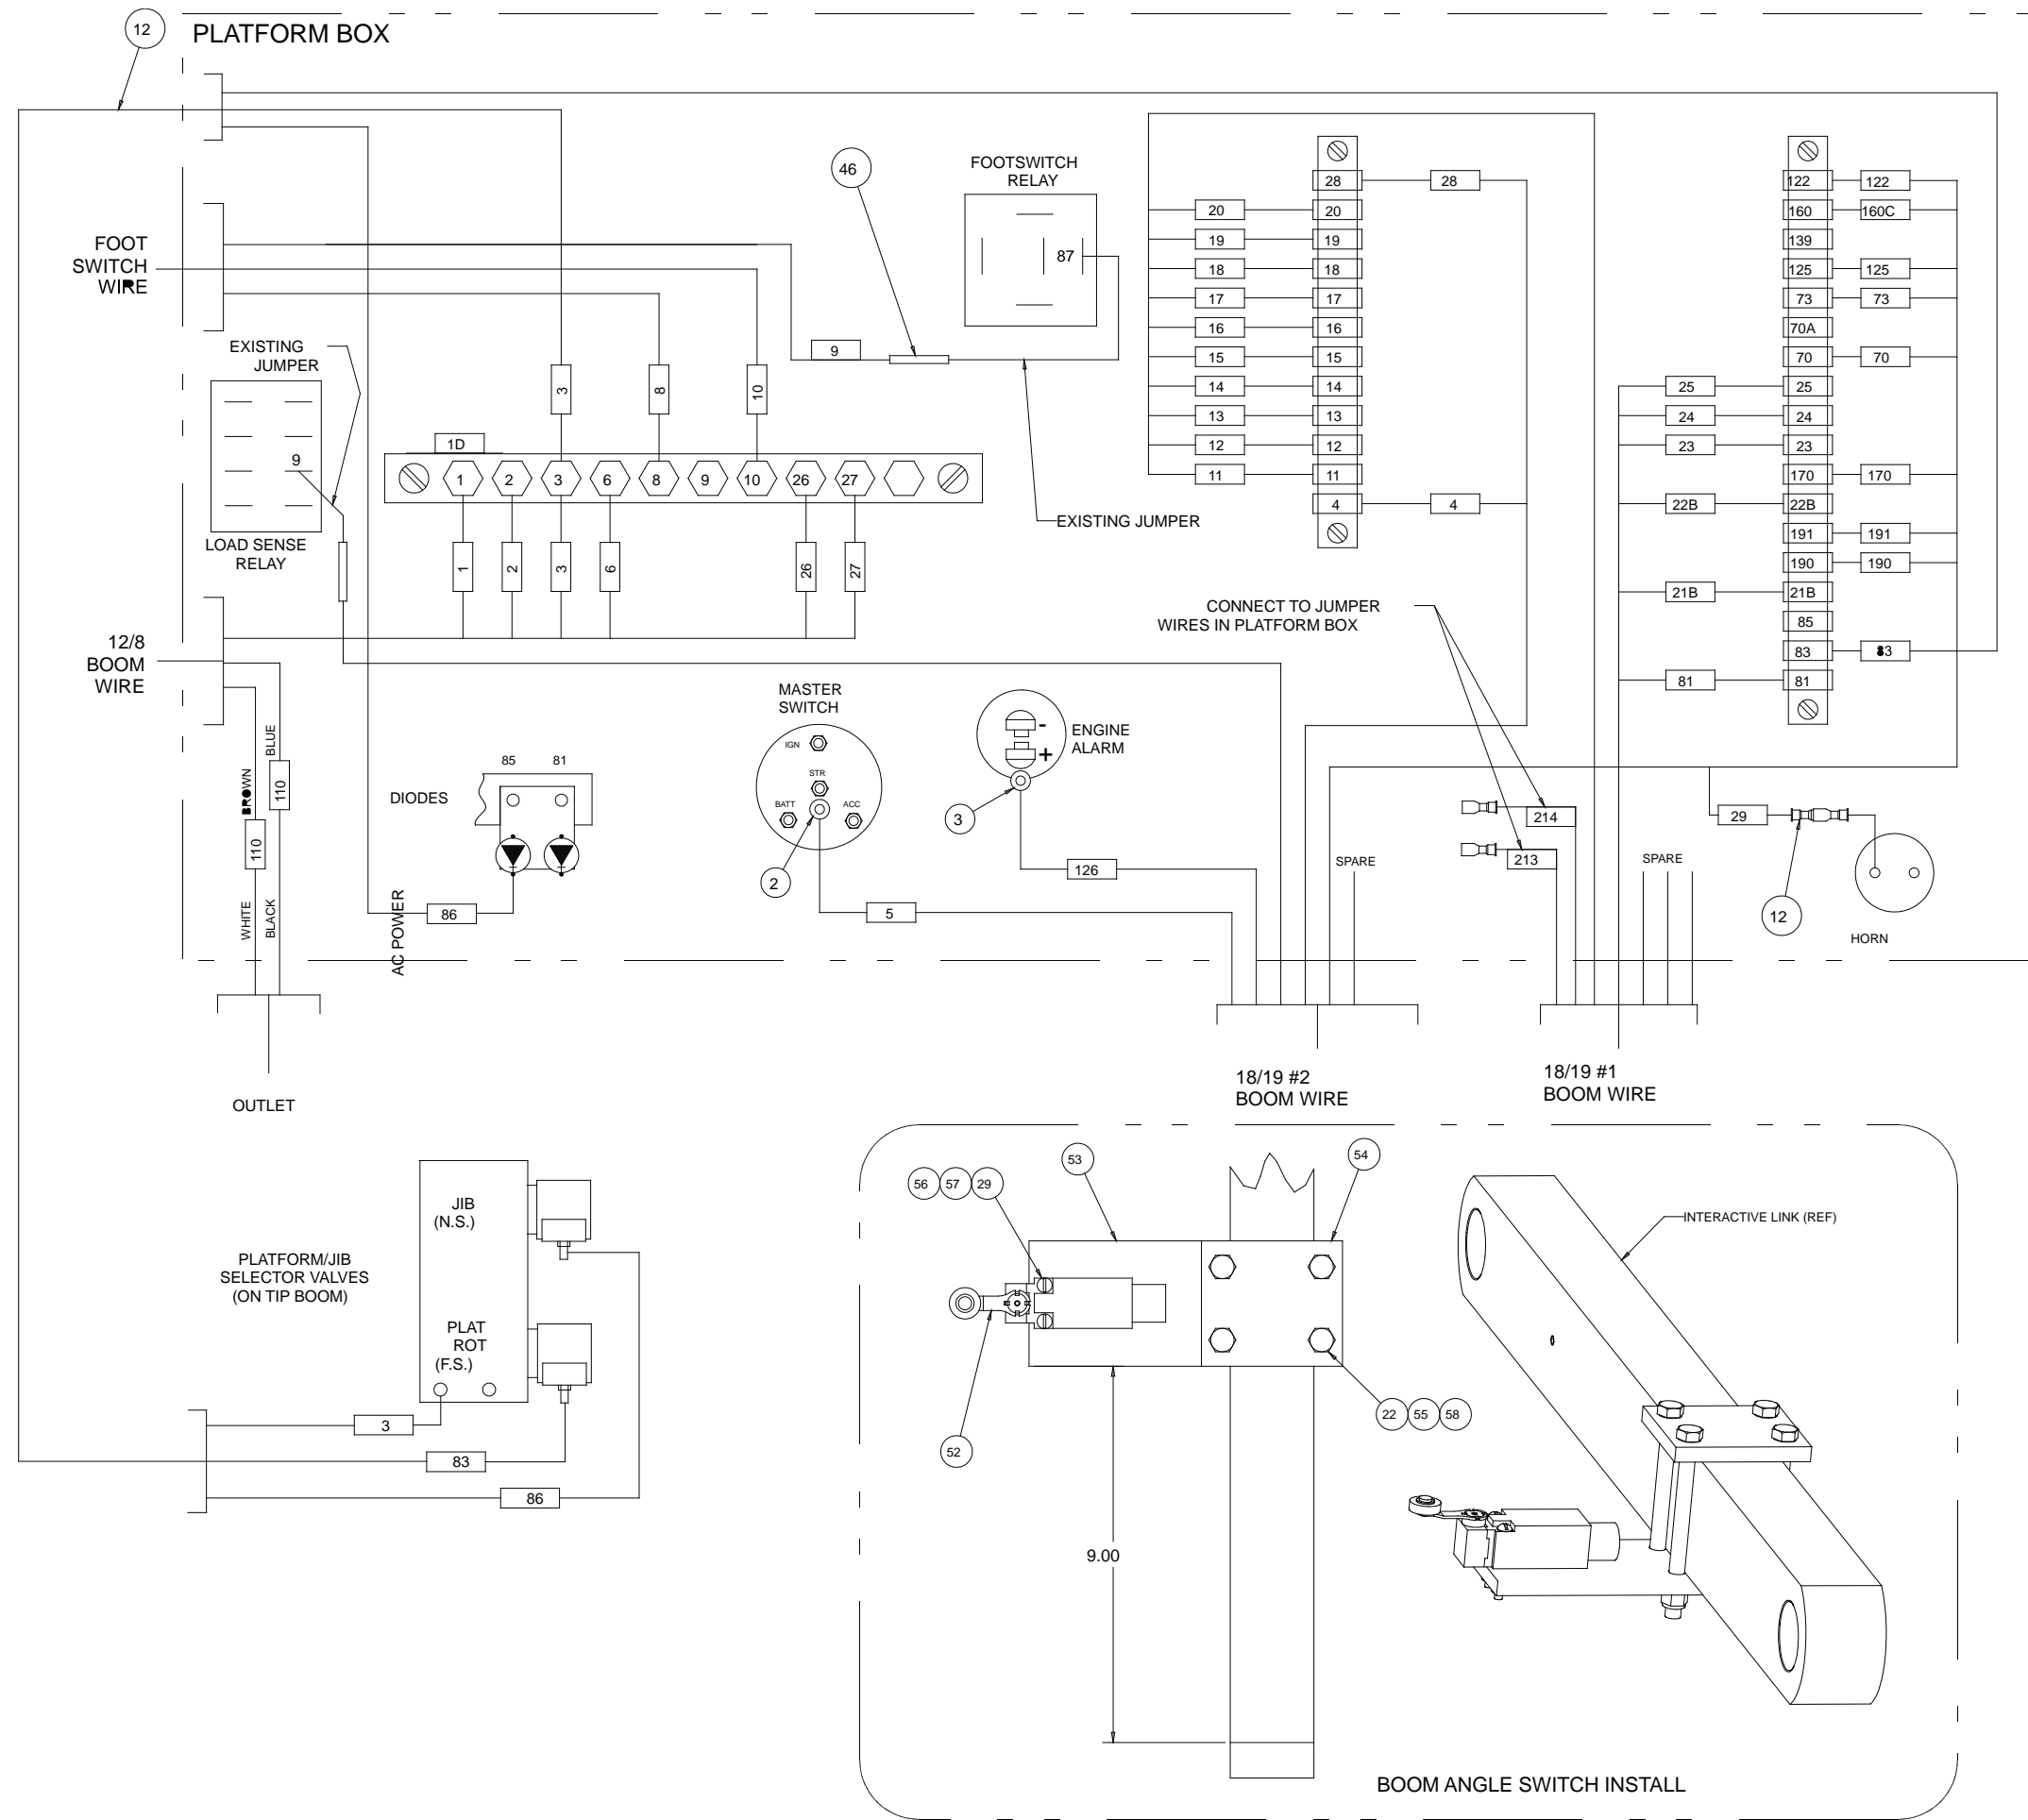 12
PLATFORM BOX
FOOT
SWITCH
WIRE
46
FOOTSWITCH
RELAY
87
9
EXISTING
JUMPER
9
LOAD SENSE
RELAY
EXISTING JUMPER
3
8
10
1D
1
2
3
6
8
9
10
26
27
1
2
3
6
26
27
28
28
20
20
19
19
18
18
17
17
16
16
15
15
14
14
13
13
12
12
11
11
4
4
122
122
160
160C
139
125
125
73
73
70A
70
70
25
25
24
24
23
23
170
170
22B
22B
191
191
190
190
21B
21B
85
83
83
81
81
CONNECT TO JUMPER
WIRES IN PLATFORM BOX
12/8
BOOM
WIRE
BROWN
BLUE
110
110
WHITE
BLACK
OUTLET
DIODES
85
81
86
AC POWER
MASTER
SWITCH
IGN
STR
BATT
ACC
2
5
ENGINE
ALARM
-
+
3
126
SPARE
214
213
SPARE
29
12
HORN
18/19 #2
BOOM WIRE
18/19 #1
BOOM WIRE
JIB
(N.S.)
PLATFORM/JIB
SELECTOR VALVES
(ON TIP BOOM)
PLAT
ROT
(F.S.)
3
83
86
56
57
29
53
54
52
22
55
58
9.00
INTERACTIVE LINK (REF)
BOOM ANGLE SWITCH INSTALL